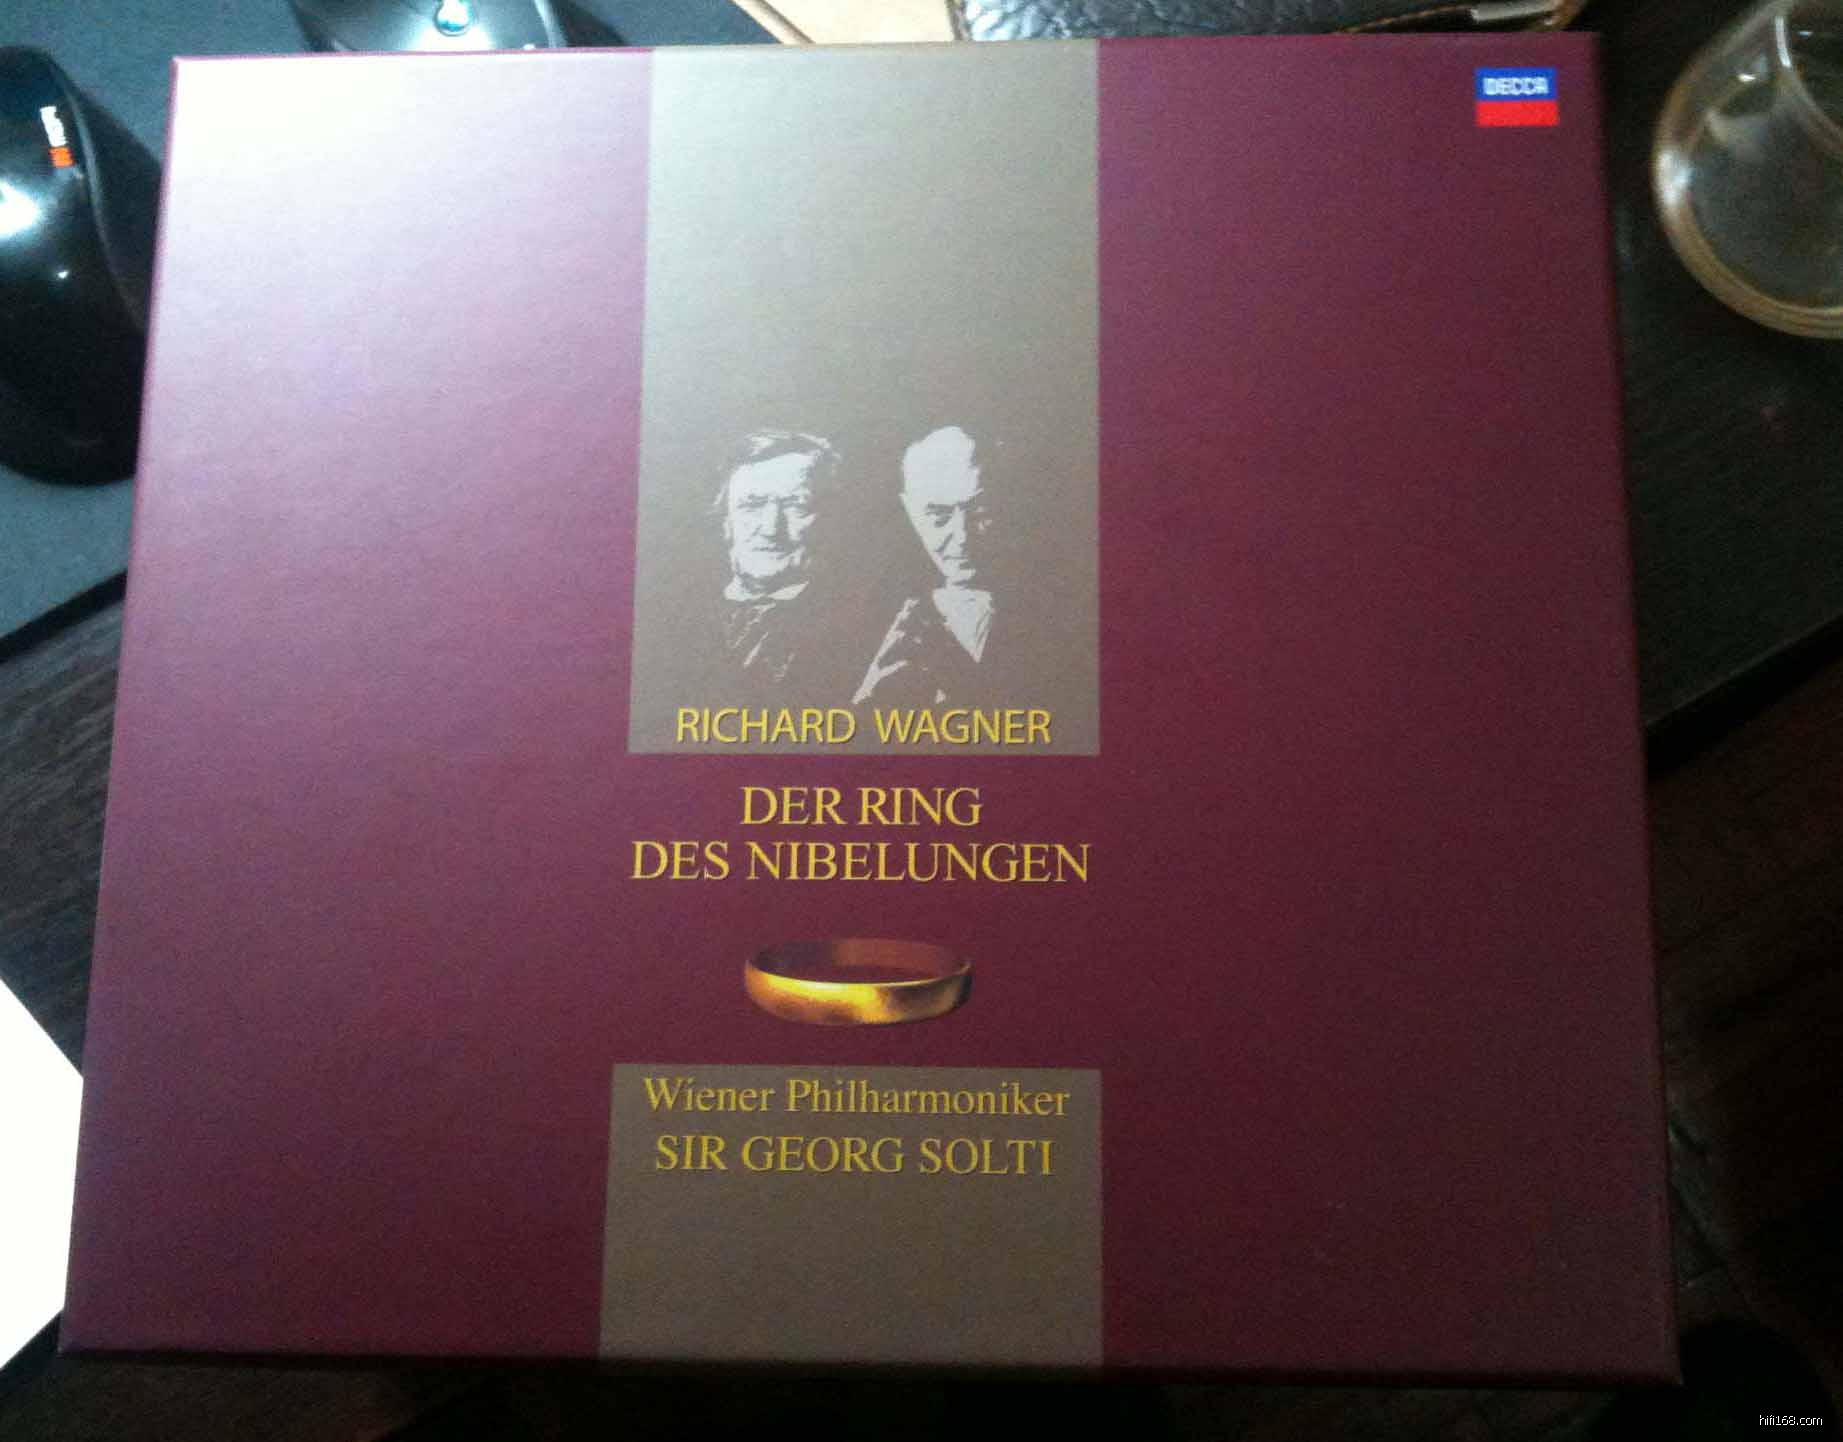 DECCA
RICHARD WAGNER
DER RING
DES NIBELUNGEN
Wiener Philharmoniker
SIR GEORG SOLTI
hifi168.com